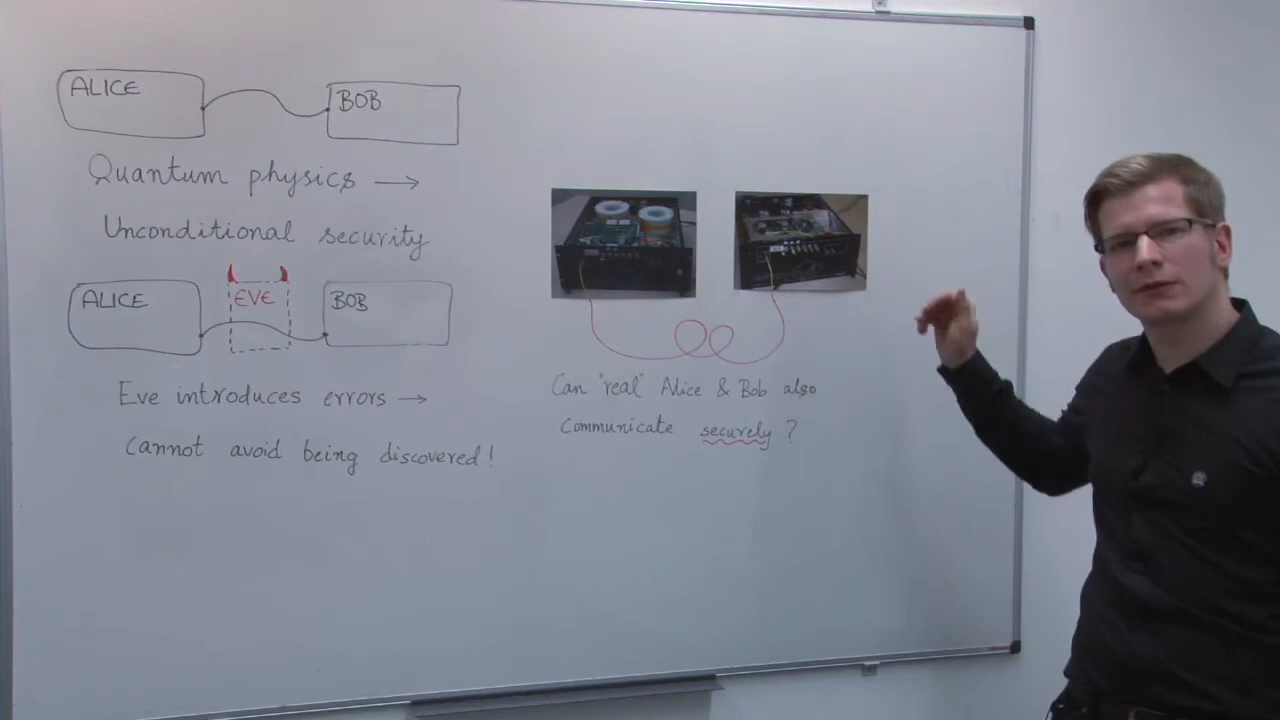 ALICE
BOB
Quantum physics →
Unconditional security
ALICE
EVE
BOB
Eve introduces errors →
Cannot avoid being discovered!
Can "real" Alice & Bob also
Communicate securely?